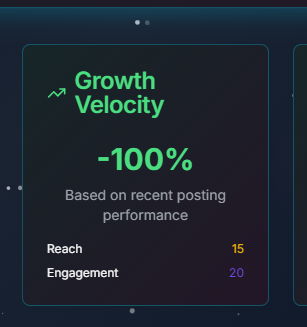 Growth
Velocity
-100%
Based on recent posting
performance
Reach 15
Engagement 20